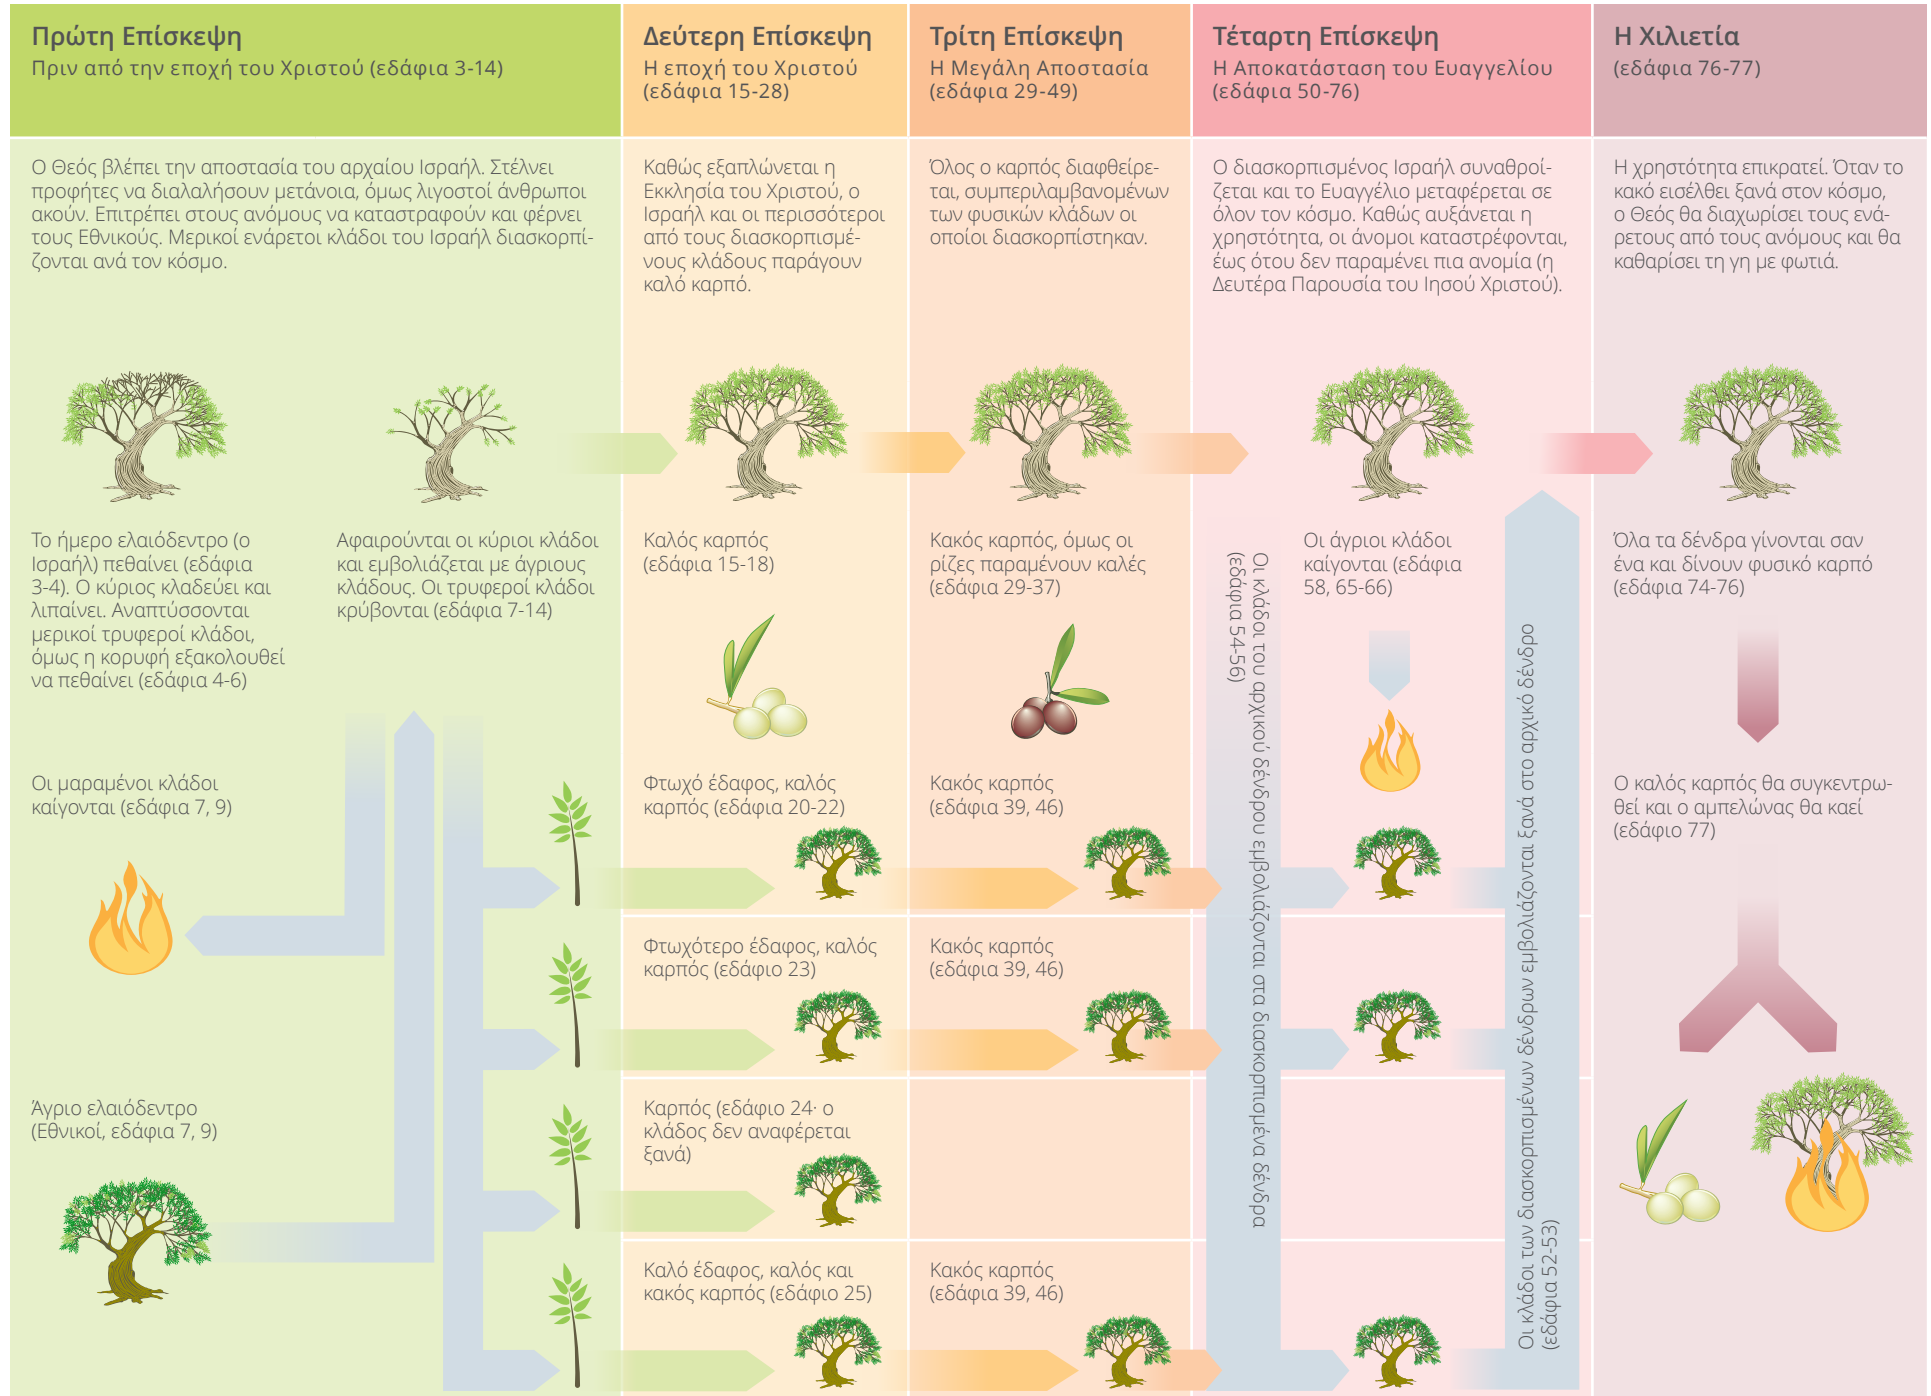 Πρώτη Επίσκεψη
Πριν από την εποχή του Χριστού (εδάφια 3-14)
Δεύτερη Επίσκεψη
Η εποχή του Χριστού
(εδάφια 15-28)
Τρίτη Επίσκεψη
Η Μεγάλη Αποστασία
(εδάφια 29-49)
Τέταρτη Επίσκεψη
Η Αποκατάσταση του Ευαγγελίου
(εδάφια 50-76)
Η Χιλιετία
(εδάφια 76-77)
Ο Θεός βλέπει την αποστασία του αρχαίου Ισραήλ. Στέλνει
προφήτες να διαλαλήσουν μετάνοια, όμως λιγοστοί άνθρωποι
ακούν. Επιτρέπει στους ανόμους να καταστραφούν και φέρνει
τους Εθνικούς. Μερικοί ενάρετοι κλάδοι του Ισραήλ διασκορπί-
ζονται ανά τον κόσμο.
Καθώς εξαπλώνεται η
Εκκλησία του Χριστού, ο
Ισραήλ και οι περισσότεροι
από τους διασκορπισμέ-
νους κλάδους παράγουν
καλό καρπό.
Όλος ο καρπός διαφθείρε-
ται, συμπεριλαμβανομένων
των φυσικών κλάδων οι
οποίοι διασκορπίστηκαν.
Ο διασκορπισμένος Ισραήλ συναθροί-
ζεται και το Ευαγγέλιο μεταφέρεται σε
όλον τον κόσμο. Καθώς αυξάνεται η
χρηστότητα, οι άνομοι καταστρέφονται,
έως ότου δεν παραμένει πια ανομία (η
Δευτέρα Παρουσία του Ιησού Χριστού).
Η χρηστότητα επικρατεί. Όταν το
κακό εισέλθει ξανά στον κόσμο,
ο Θεός θα διαχωρίσει τους ενά-
ρετους από τους ανόμους και θα
καθαρίσει τη γη με φωτιά.
Το ήμερο ελαιόδεντρο (ο
Ισραήλ) πεθαίνει (εδάφια
3-4). Ο κύριος κλαδεύει και
λιπαίνει. Αναπτύσσονται
μερικοί τρυφεροί κλάδοι,
όμως η κορυφή εξακολουθεί
να πεθαίνει (εδάφια 4-6)
Αφαιρούνται οι κύριοι κλάδοι
και εμβολιάζεται με άγριους
κλάδους. Οι τρυφεροί κλάδοι
κρύβονται (εδάφια 7-14)
Καλός καρπός
(εδάφια 15-18)
Κακός καρπός, όμως οι
ρίζες παραμένουν καλές
(εδάφια 29-37)
Οι κλάδοι του αρχικού δένδρου εμβολιάζονται στα διασκορπισμένα δένδρα
(εδάφια 54-56)
Οι άγριοι κλάδοι
καίγονται (εδάφια
58, 65-66)
Οι κλάδοι των διασκορπισμένων δένδρων εμβολιάζονται ξανά στο αρχικό δένδρο
(εδάφια 52-53)
Όλα τα δένδρα γίνονται σαν
ένα και δίνουν φυσικό καρπό
(εδάφια 74-76)
Οι μαραμένοι κλάδοι
καίγονται (εδάφια 7, 9)
Φτωχό έδαφος, καλός
καρπός (εδάφια 20-22)
Κακός καρπός
(εδάφια 39, 46)
Ο καλός καρπός θα συγκεντρω-
θεί και ο αμπελώνας θα καεί
(εδάφιο 77)
Φτωχότερο έδαφος, καλός
καρπός (εδάφιο 23)
Κακός καρπός
(εδάφια 39, 46)
Άγριο ελαιόδεντρο
(Εθνικοί, εδάφια 7, 9)
Καρπός (εδάφιο 24· ο
κλάδος δεν αναφέρεται
ξανά)
Καλό έδαφος, καλός και
κακός καρπός (εδάφιο 25)
Κακός καρπός
(εδάφια 39, 46)